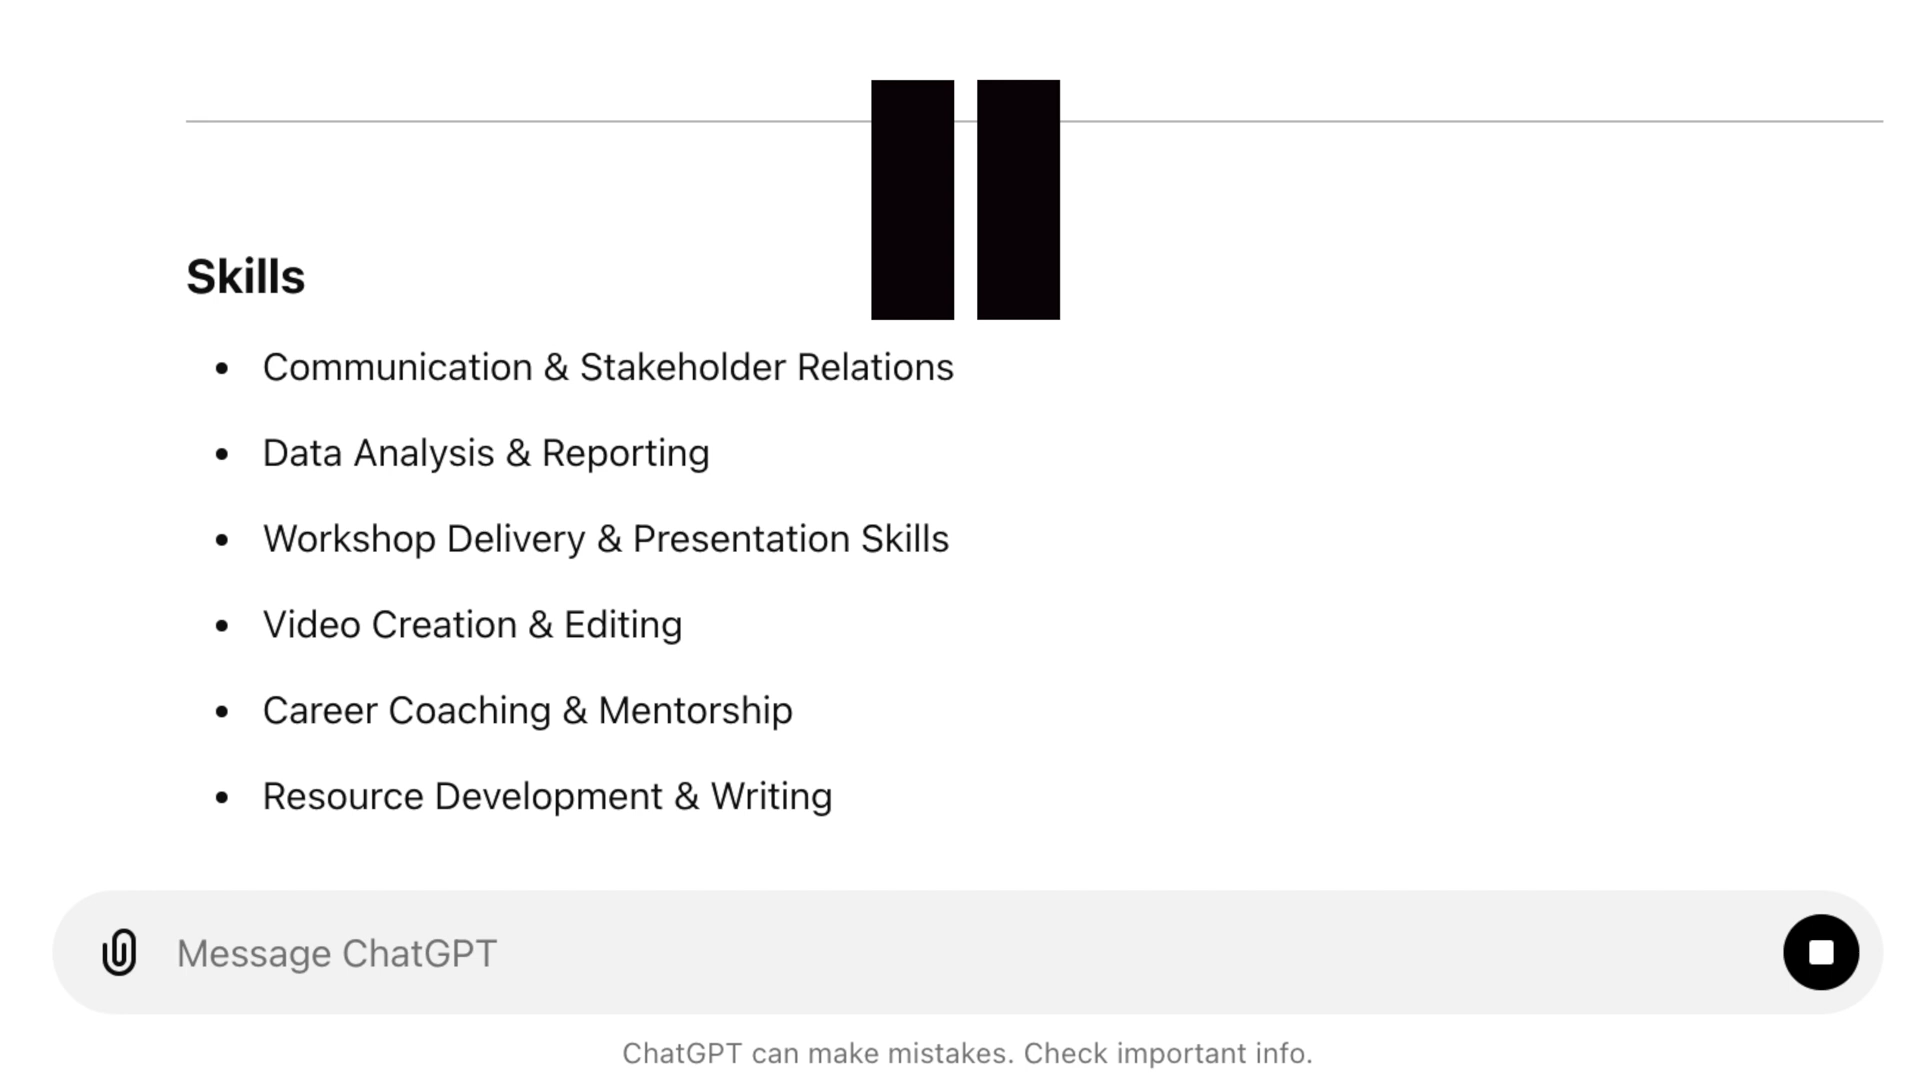 Skills
Communication & Stakeholder Relations
Data Analysis & Reporting
Workshop Delivery & Presentation Skills
Video Creation & Editing
Career Coaching & Mentorship
Resource Development & Writing
Message ChatGPT
ChatGPT can make mistakes. Check important info.